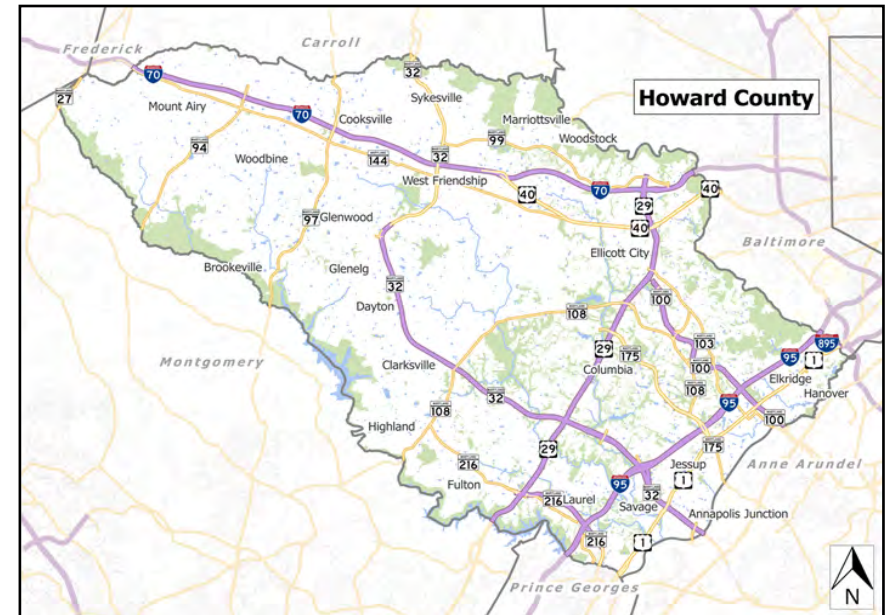 Frederick
Carroll
Howard County
70
32
27
Mount Airy
Sykesville
70
Cooksville
Marriottsville
94
Woodbine
144
32
99
Woodstock
West Friendship
40
70
29
40
97
Glenwood
40
Ellicott City
Baltimore
Brookeville
Glenelg
32
100
Dayton
108
Montgomery
29
175
103
95
895
1
Clarksville
Columbia
100
Elkridge
32
108
Hanover
108
95
100
Highland
29
175
216
Jessup
Anne Arundel
Fulton
95
1
216
Laurel
32
Savage
Annapolis Junction
216
1
Prince Georges
N